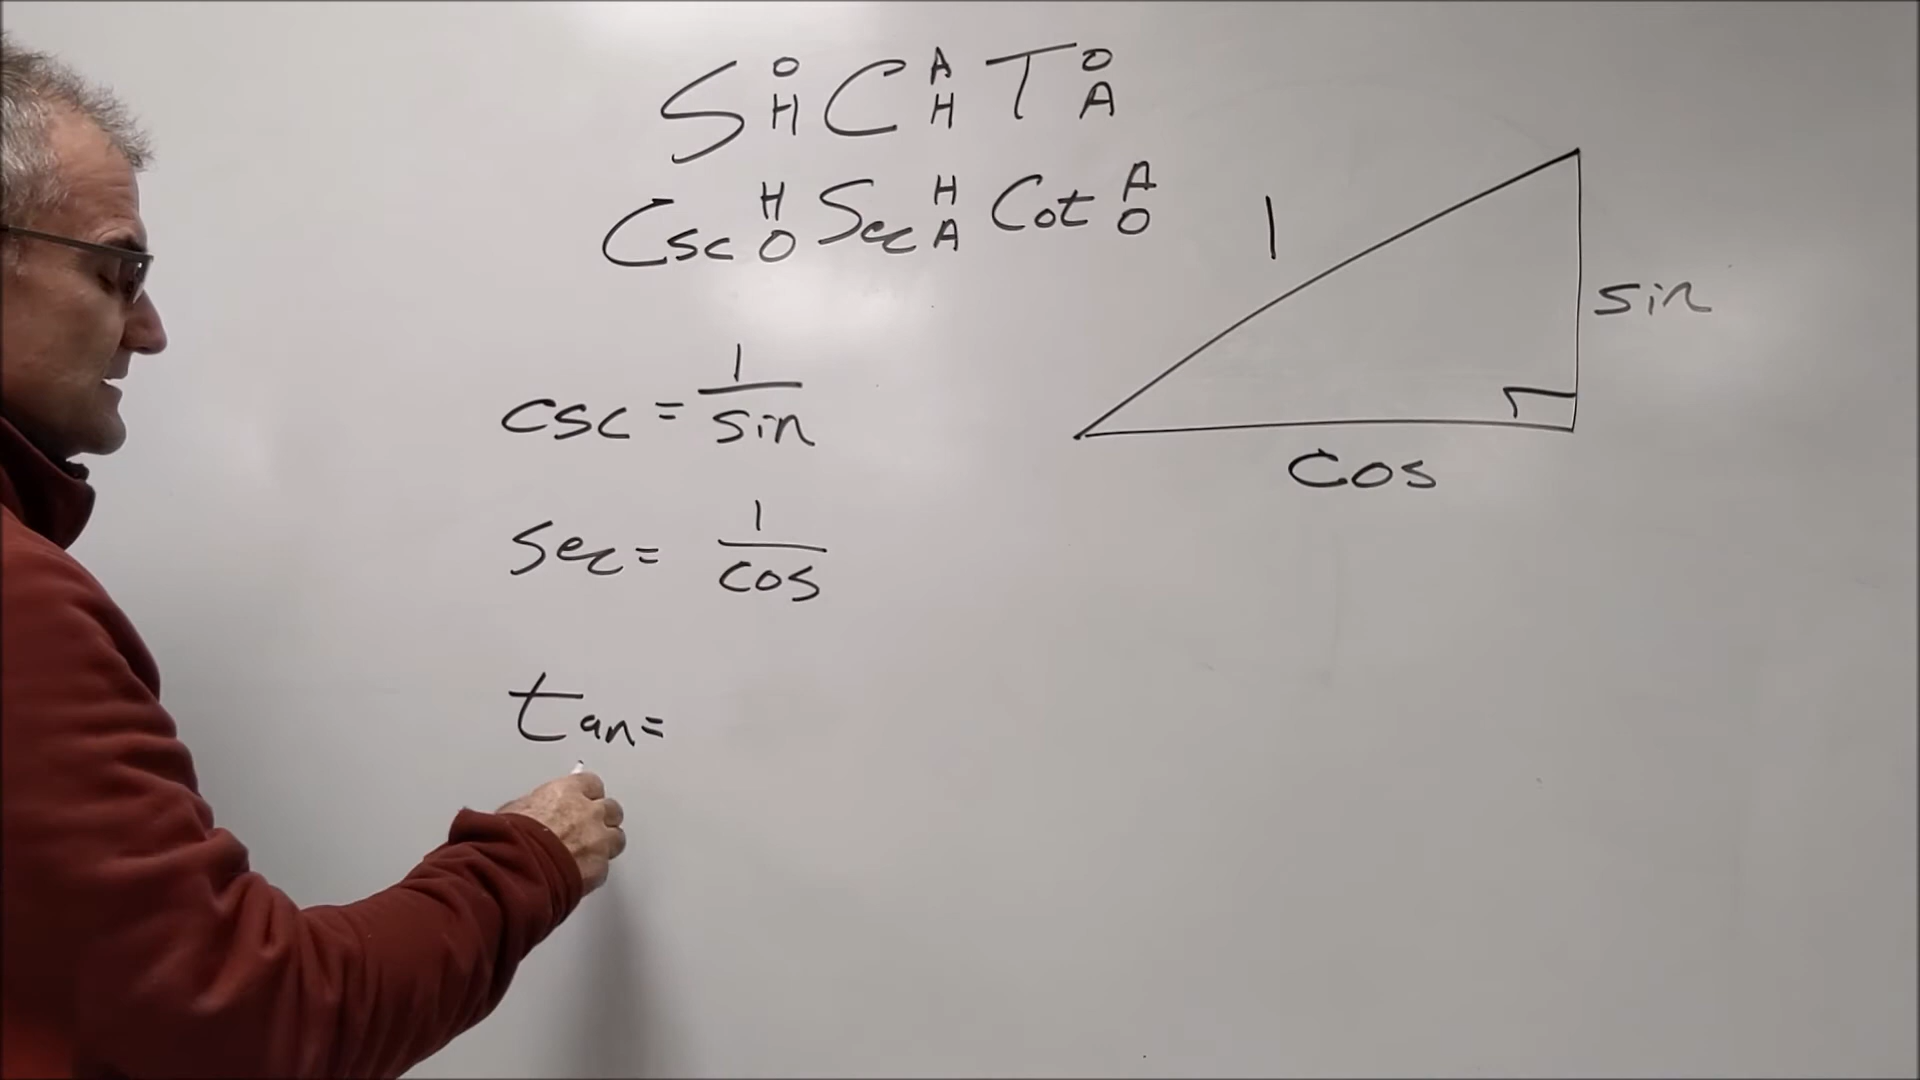 S O/H C A/H T O/A
Csc H/O Sec H/A Cot A/O
1
sin
cos
csc = 1/sin
sec = 1/cos
tan =